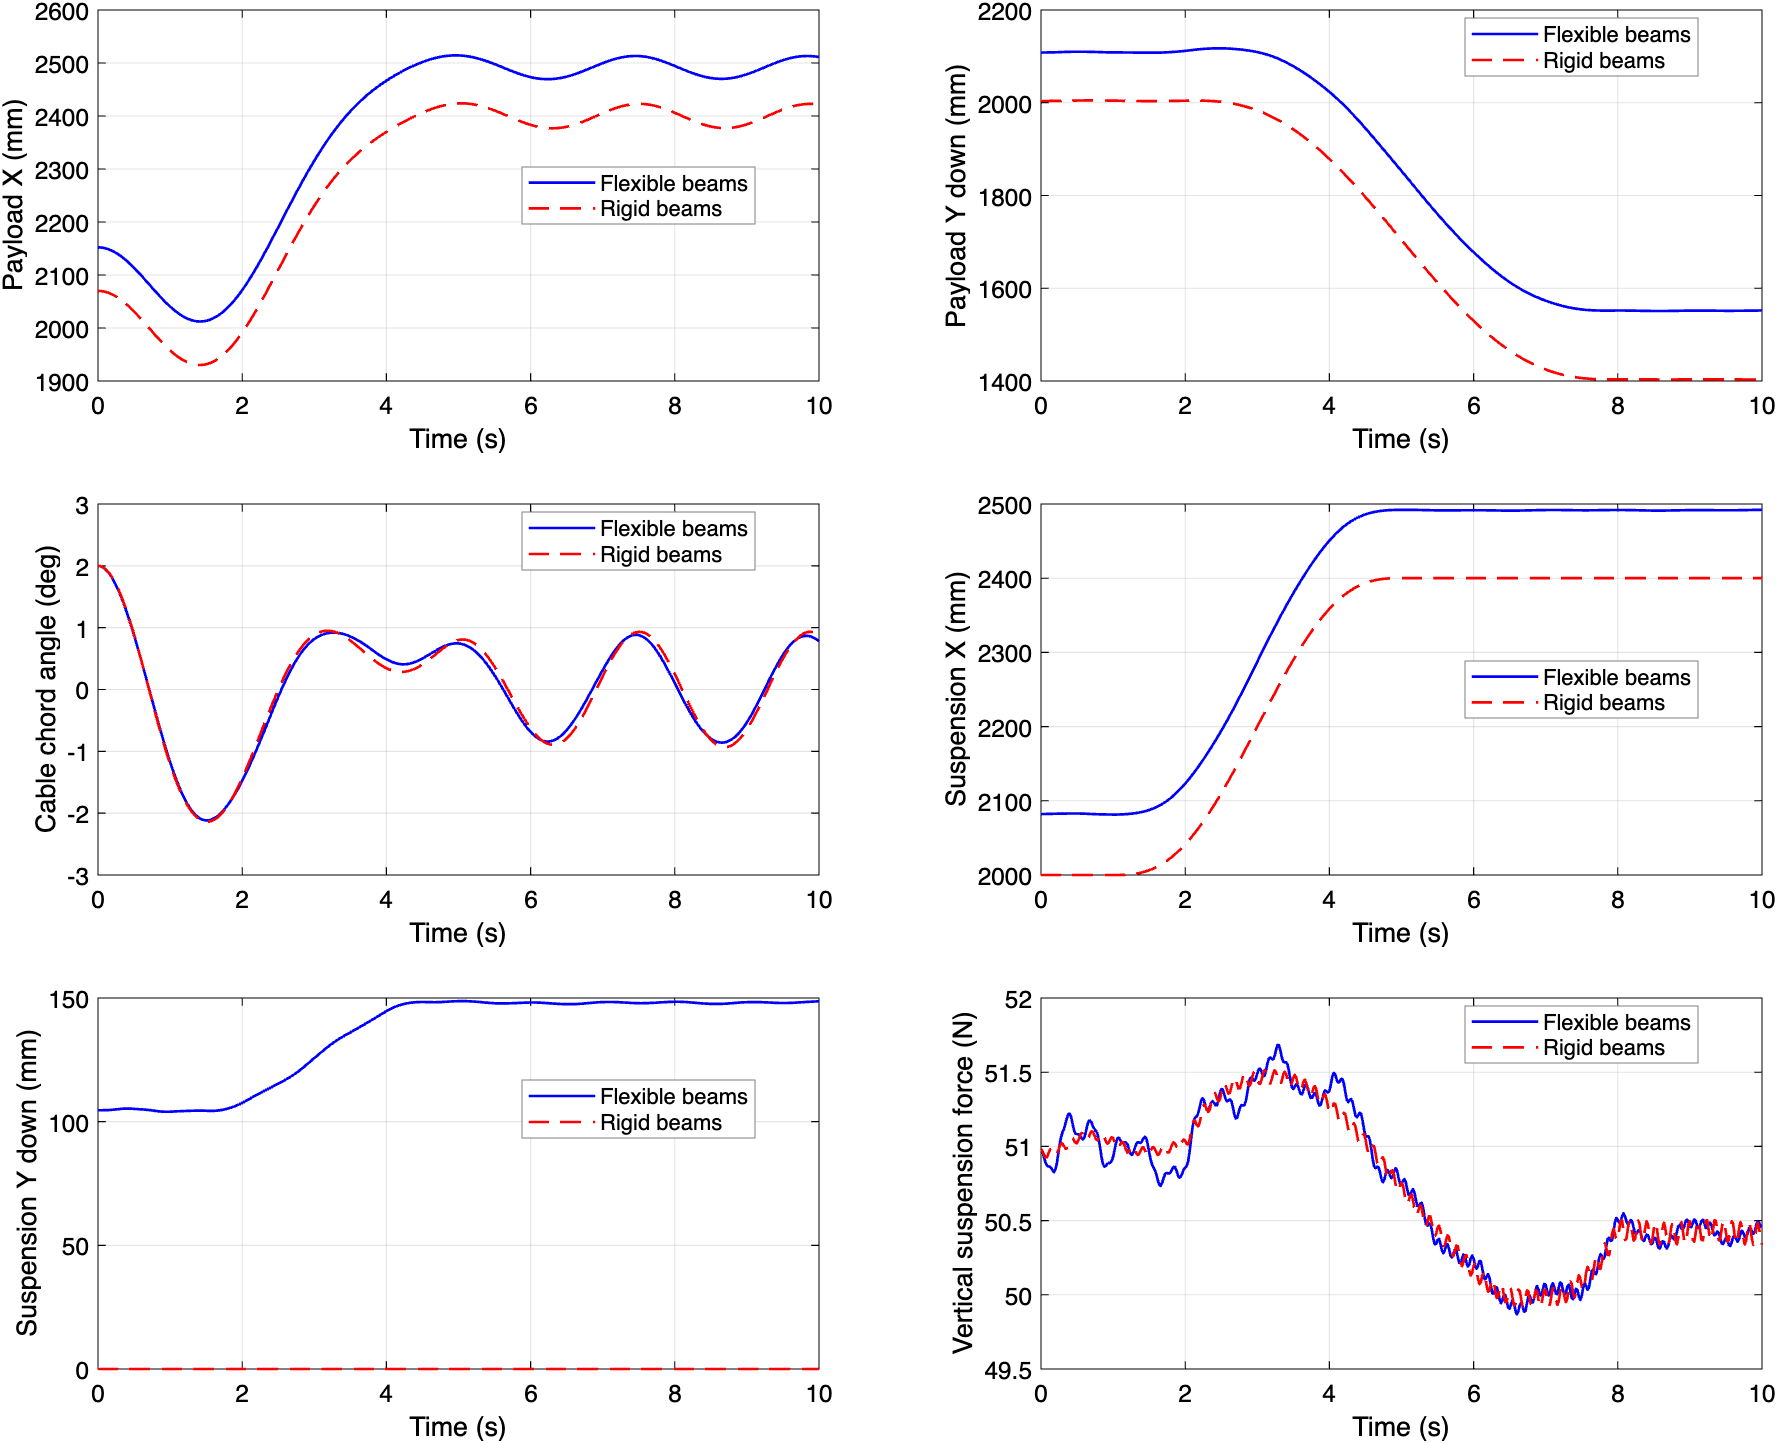 2600
2500
2400
2300
2200
2100
2000
1900
Payload X (mm)
Flexible beams
Rigid beams
0 2 4 6 8 10
Time (s)
2200
2000
1800
1600
1400
Payload Y down (mm)
Flexible beams
Rigid beams
0 2 4 6 8 10
Time (s)
3
2
1
0
-1
-2
-3
Cable chord angle (deg)
Flexible beams
Rigid beams
0 2 4 6 8 10
Time (s)
2500
2400
2300
2200
2100
2000
Suspension X (mm)
Flexible beams
Rigid beams
0 2 4 6 8 10
Time (s)
150
100
50
0
Suspension Y down (mm)
Flexible beams
Rigid beams
0 2 4 6 8 10
Time (s)
52
51.5
51
50.5
50
49.5
Vertical suspension force (N)
Flexible beams
Rigid beams
0 2 4 6 8 10
Time (s)